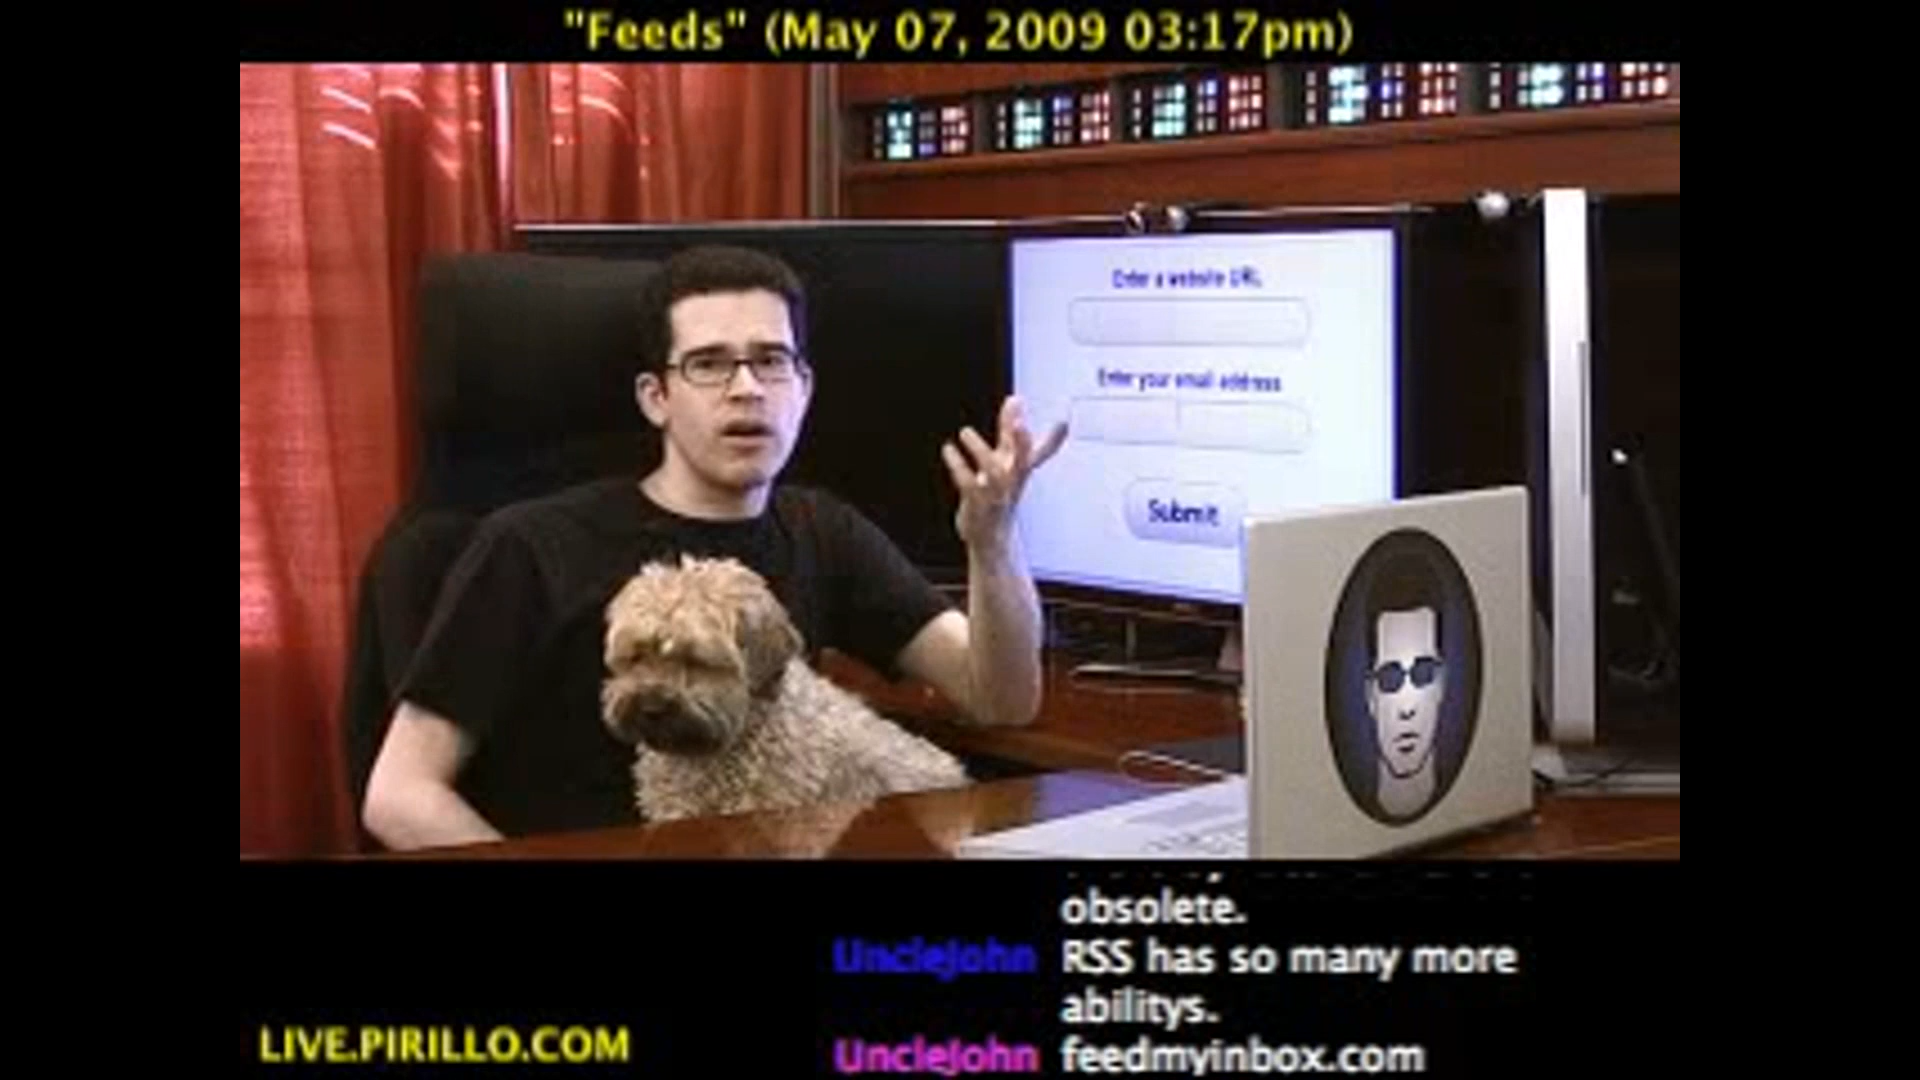 "Feeds" (May 07, 2009 03:17pm)
Enter a website URL
Enter your email address
Submit
obsolete.
UncleJohn RSS has so many more
abilitys.
LIVE.PIRILLO.COM
UncleJohn feedmyinbox.com